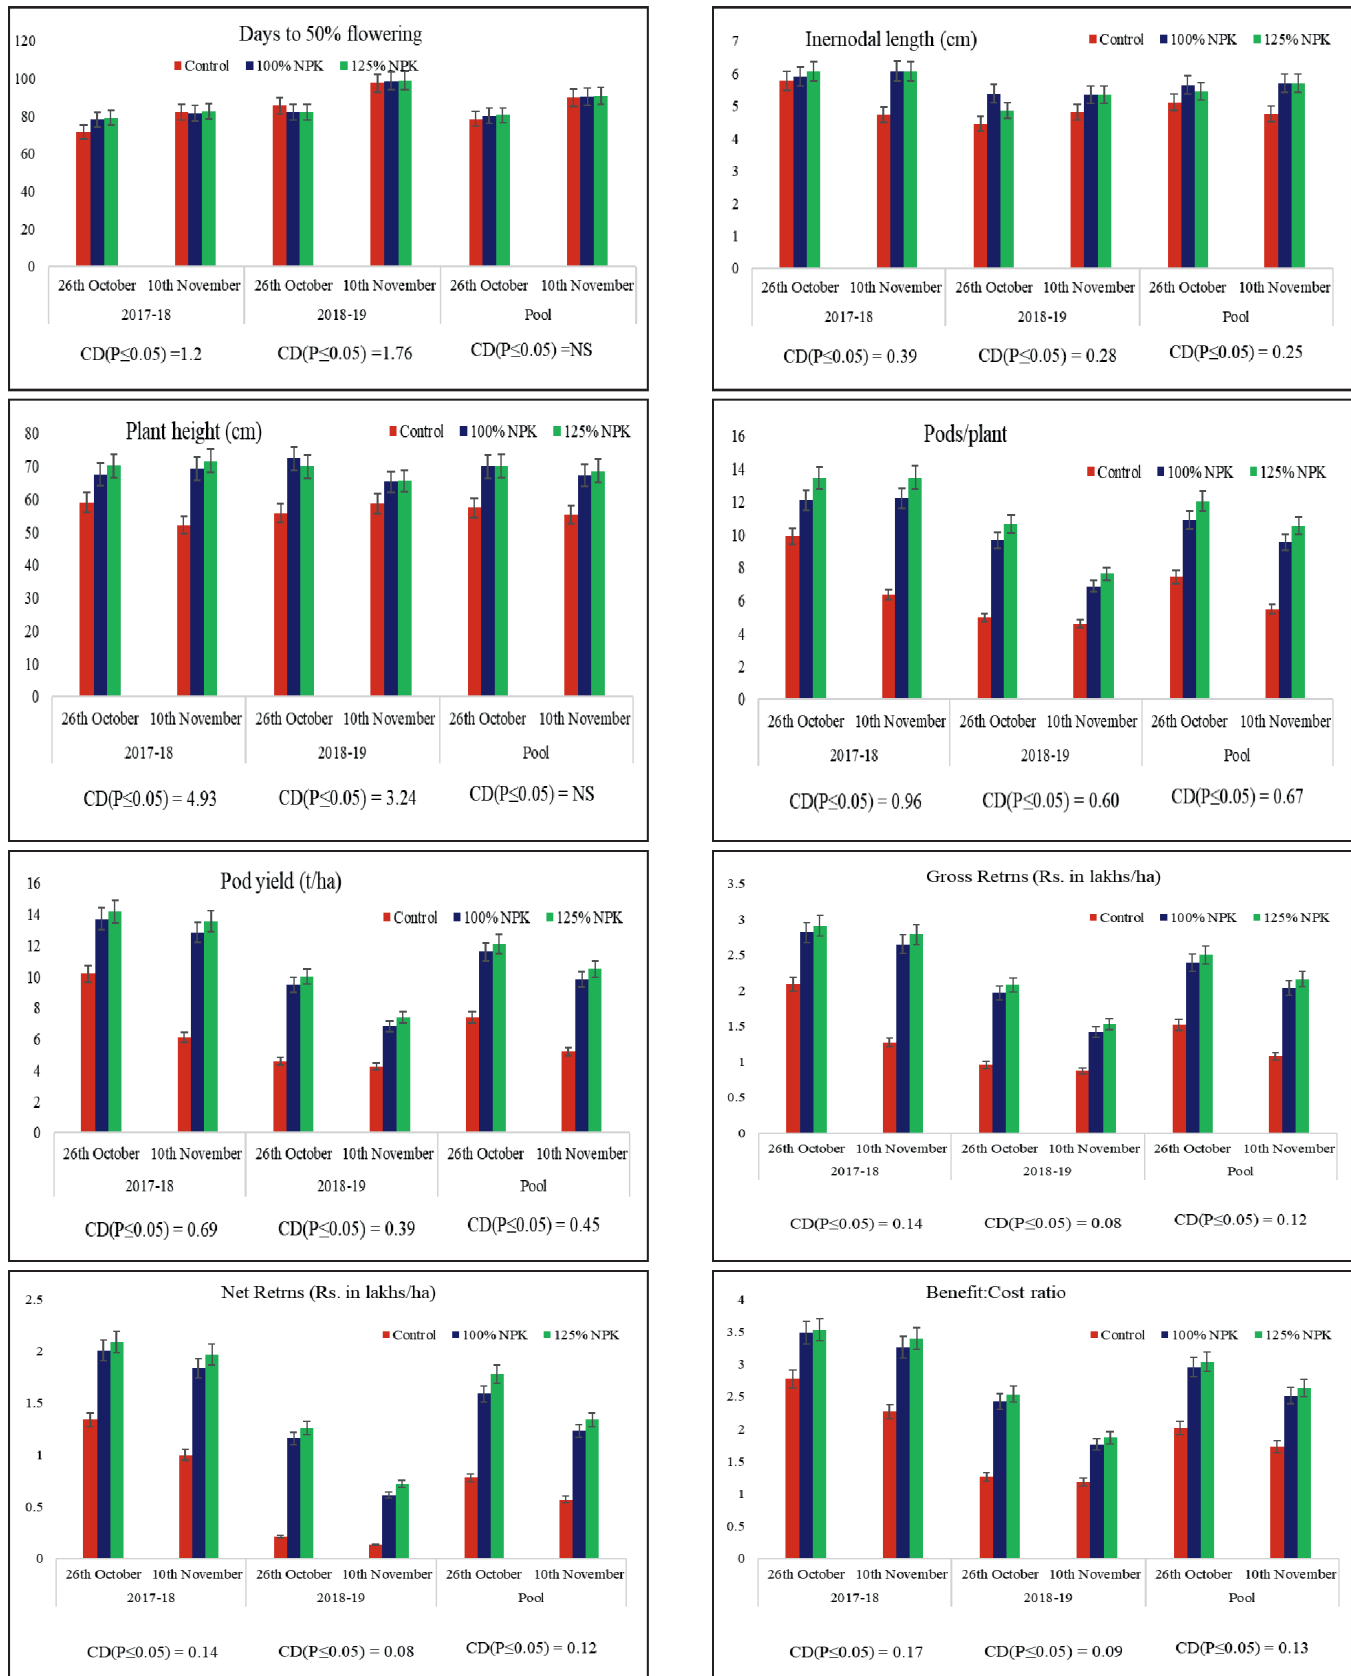 Days to 50% flowering
Control 100% NPK 125% NPK
120
100
80
60
40
20
0
26th October 10th November 26th October 10th November 26th October 10th November
2017-18 2018-19 Pool
CD(P≤0.05) =1.2 CD(P≤0.05) =1.76 CD(P≤0.05) =NS
Inernodal length (cm)
Control 100% NPK 125% NPK
7
6
5
4
3
2
1
0
26th October 10th November 26th October 10th November 26th October 10th November
2017-18 2018-19 Pool
CD(P≤0.05) = 0.39 CD(P≤0.05) = 0.28 CD(P≤0.05) = 0.25
Plant height (cm)
Control 100% NPK 125% NPK
80
70
60
50
40
30
20
10
0
26th October 10th November 26th October 10th November 26th October 10th November
2017-18 2018-19 Pool
CD(P≤0.05) = 4.93 CD(P≤0.05) = 3.24 CD(P≤0.05) = NS
Pods/plant
Control 100% NPK 125% NPK
16
14
12
10
8
6
4
2
0
26th October 10th November 26th October 10th November 26th October 10th November
2017-18 2018-19 Pool
CD(P≤0.05) = 0.96 CD(P≤0.05) = 0.60 CD(P≤0.05) = 0.67
Pod yield (t/ha)
Control 100% NPK 125% NPK
16
14
12
10
8
6
4
2
0
26th October 10th November 26th October 10th November 26th October 10th November
2017-18 2018-19 Pool
CD(P≤0.05) = 0.69 CD(P≤0.05) = 0.39 CD(P≤0.05) = 0.45
Gross Retrns (Rs. in lakhs/ha)
Control 100% NPK 125% NPK
3.5
3
2.5
2
1.5
1
0.5
0
26th October 10th November 26th October 10th November 26th October 10th November
2017-18 2018-19 Pool
CD(P≤0.05) = 0.14 CD(P≤0.05) = 0.08 CD(P≤0.05) = 0.12
Net Retrns (Rs. in lakhs/ha)
Control 100% NPK 125% NPK
2.5
2
1.5
1
0.5
0
26th October 10th November 26th October 10th November 26th October 10th November
2017-18 2018-19 Pool
CD(P≤0.05) = 0.14 CD(P≤0.05) = 0.08 CD(P≤0.05) = 0.12
Benefit:Cost ratio
Control 100% NPK 125% NPK
4
3.5
3
2.5
2
1.5
1
0.5
0
26th October 10th November 26th October 10th November 26th October 10th November
2017-18 2018-19 Pool
CD(P≤0.05) = 0.17 CD(P≤0.05) = 0.09 CD(P≤0.05) = 0.13